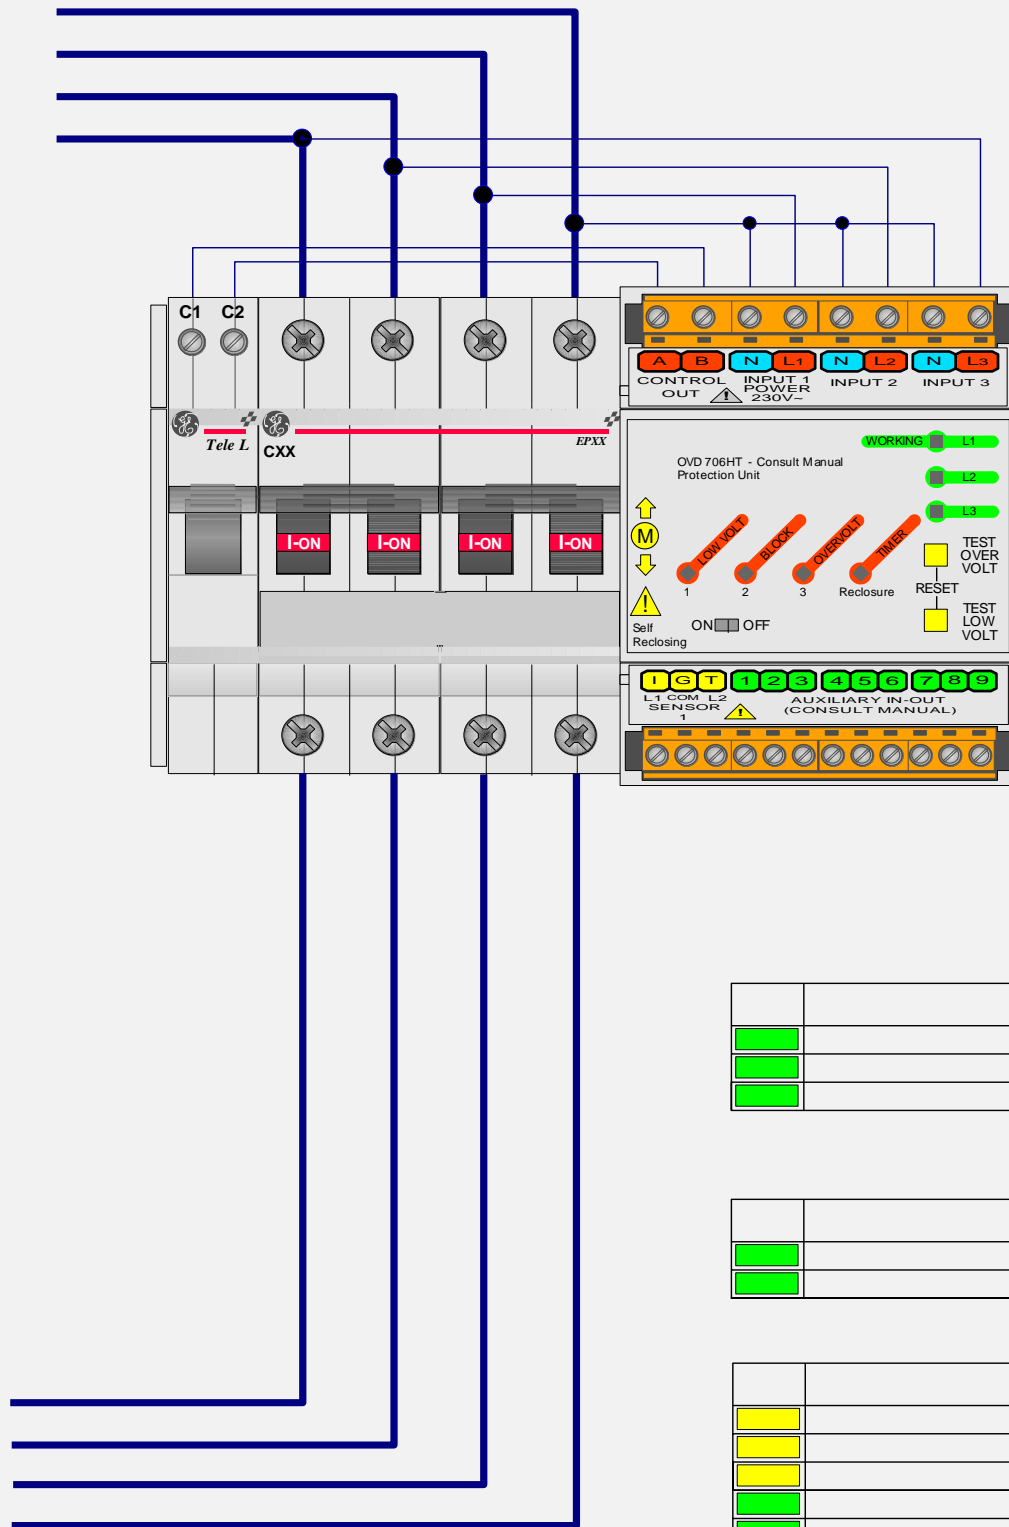 C1 C2
A B N L1 N L2 N L3
CONTROL OUT
INPUT 1 POWER 230V~
INPUT 2
INPUT 3
Tele L
CXX
EPXX
WORKING L1
L2
L3
OVD 706HT - Consult Manual
Protection Unit
I-ON I-ON I-ON I-ON
M
LOW VOLT
BLOCK
OVERVOLT
TIMER
1 2 3 Reclosure
TEST
OVER
VOLT
RESET
TEST
LOW
VOLT
!
Self
Reclosing
ON OFF
I G T 1 2 3 4 5 6 7 8 9
L1 COM L2
SENSOR
1
!
AUXILIARY IN-OUT
(CONSULT MANUAL)